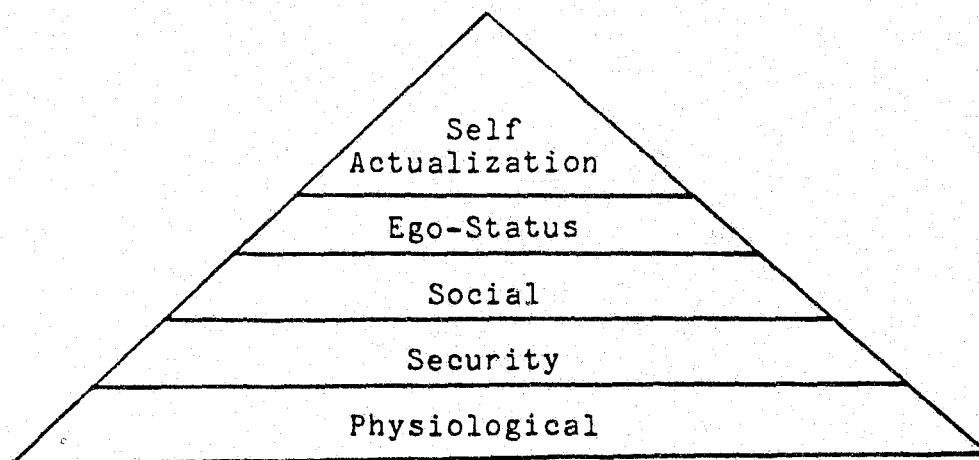 Self
Actualization
Ego-Status
Social
Security
Physiological